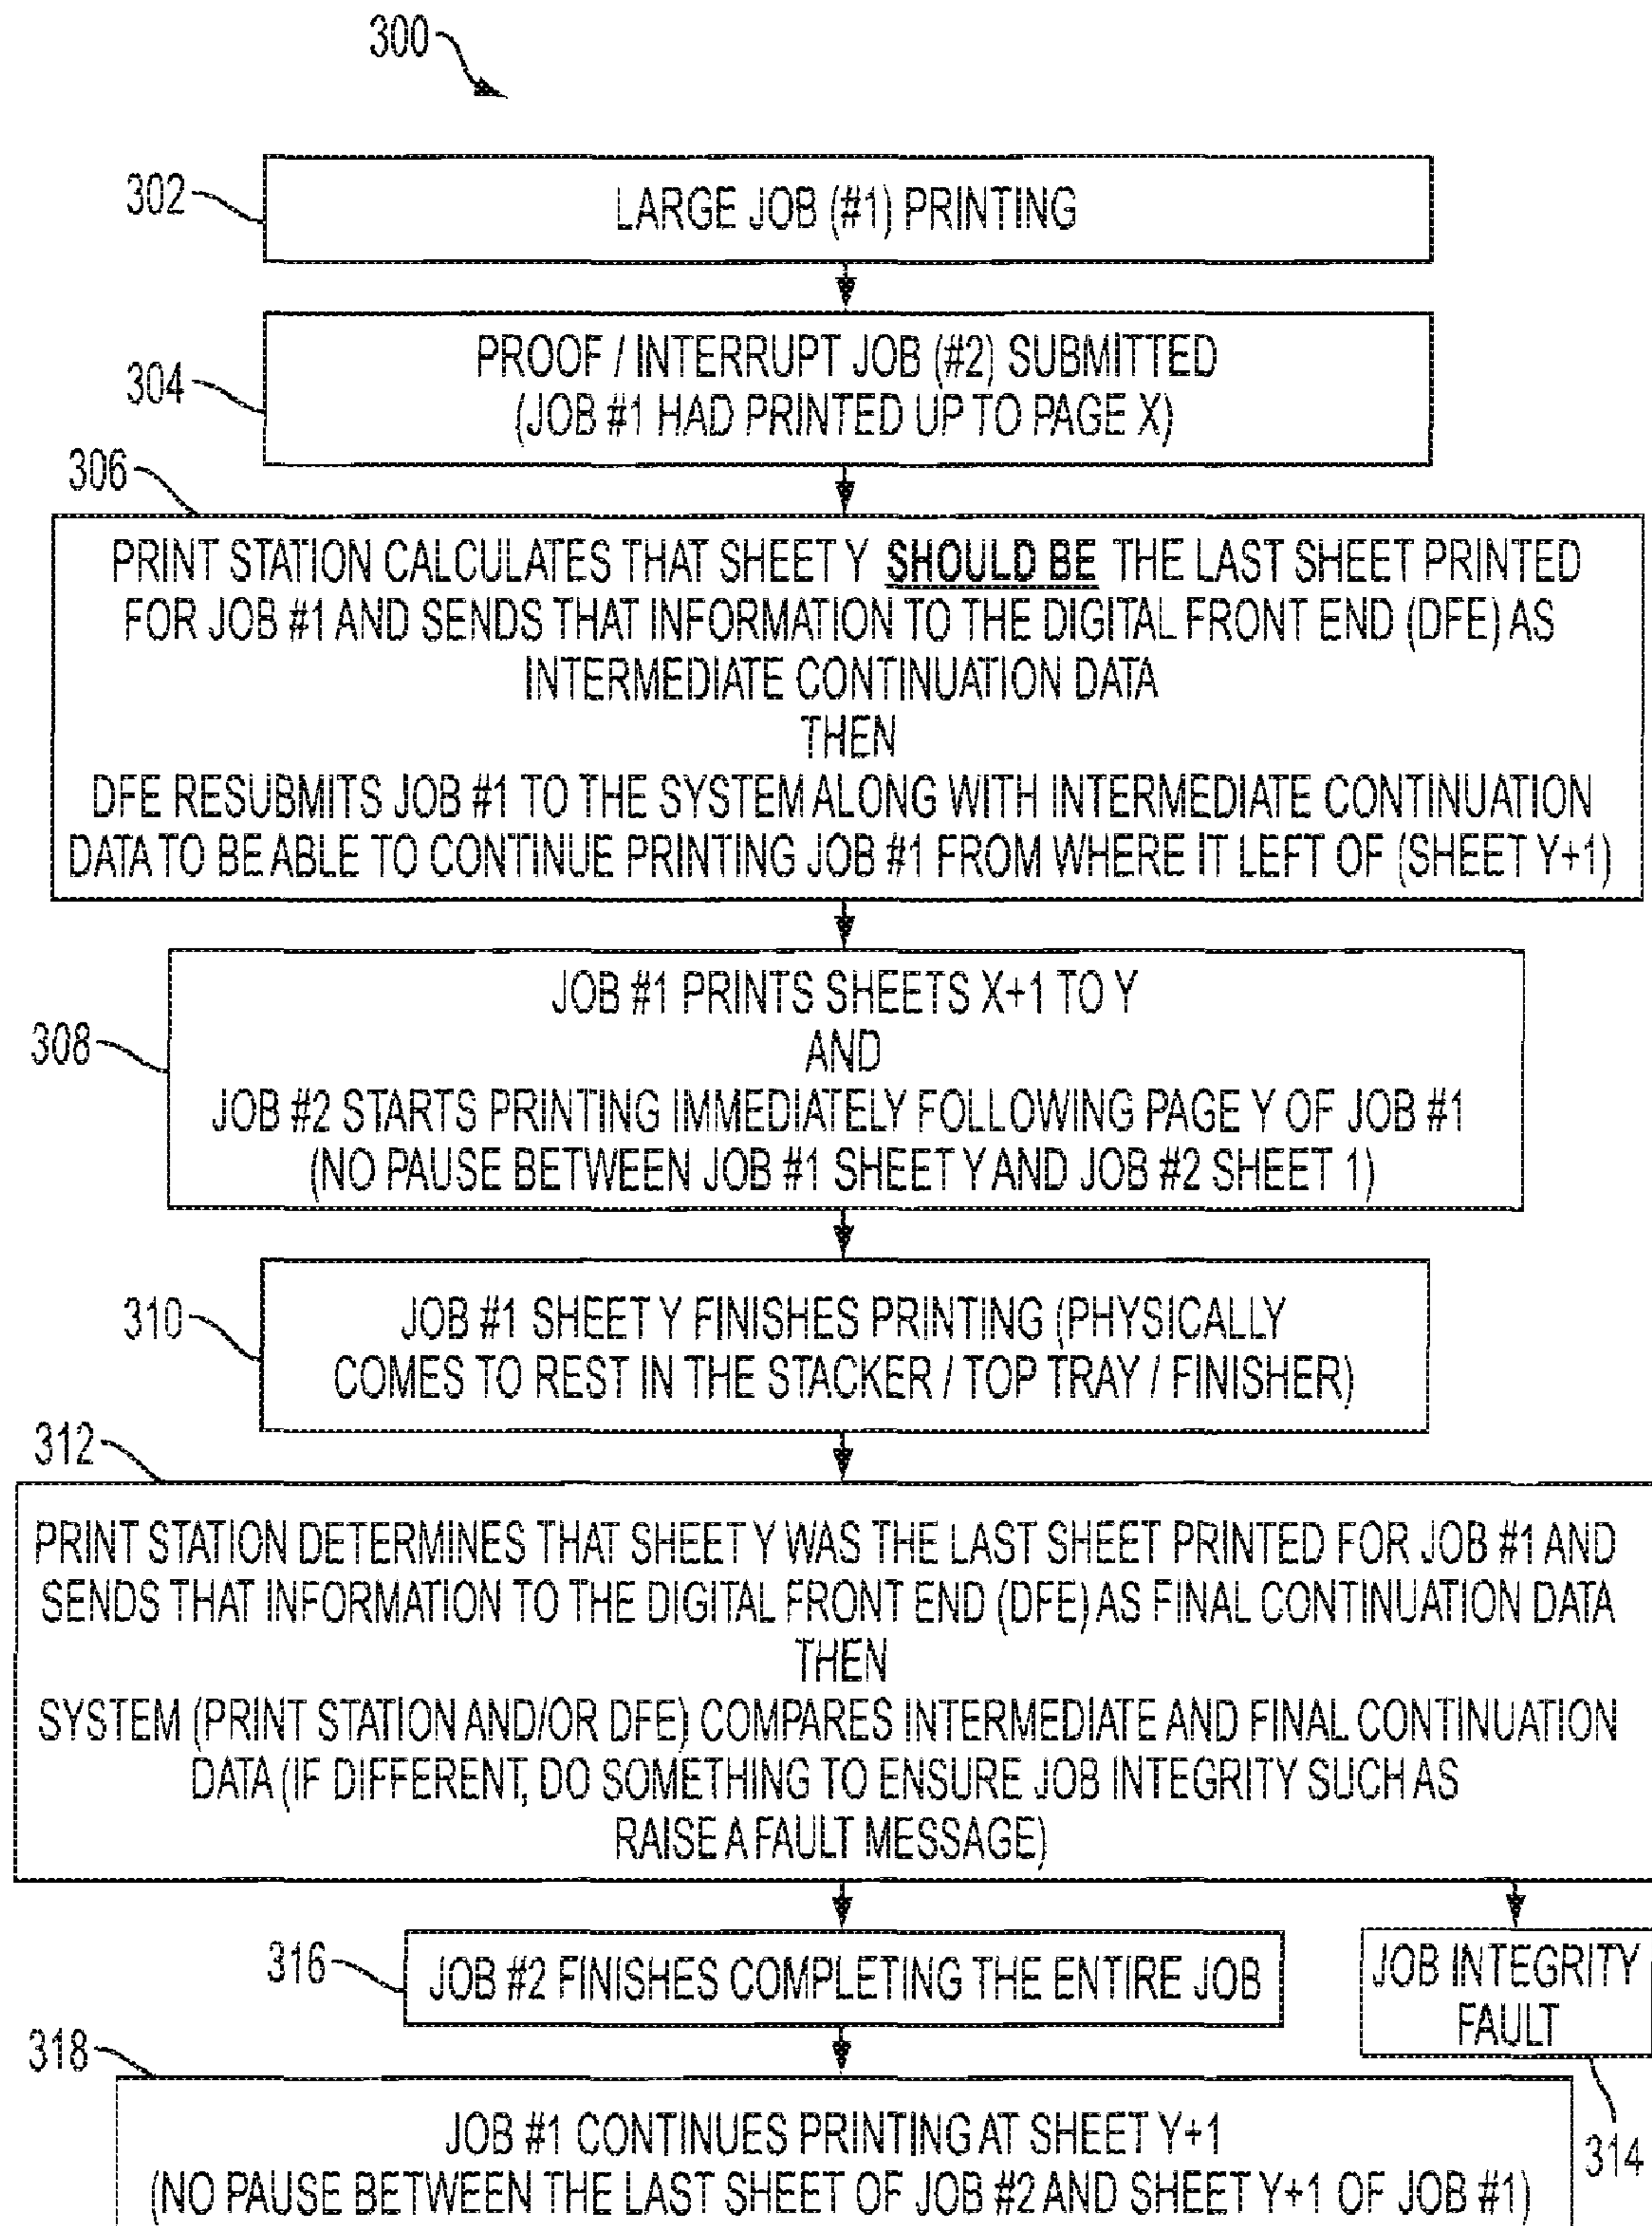 300
302
LARGE JOB (#1) PRINTING
304
PROOF / INTERRUPT JOB (#2) SUBMITTED
(JOB #1 HAD PRINTED UP TO PAGE X)
306
PRINT STATION CALCULATES THAT SHEET Y SHOULD BE THE LAST SHEET PRINTED
FOR JOB #1 AND SENDS THAT INFORMATION TO THE DIGITAL FRONT END (DFE) AS
INTERMEDIATE CONTINUATION DATA
THEN
DFE RESUBMITS JOB #1 TO THE SYSTEM ALONG WITH INTERMEDIATE CONTINUATION
DATA TO BE ABLE TO CONTINUE PRINTING JOB #1 FROM WHERE IT LEFT OF (SHEET Y+1)
308
JOB #1 PRINTS SHEETS X+1 TO Y
AND
JOB #2 STARTS PRINTING IMMEDIATELY FOLLOWING PAGE Y OF JOB #1
(NO PAUSE BETWEEN JOB #1 SHEET Y AND JOB #2 SHEET 1)
310
JOB #1 SHEET Y FINISHES PRINTING (PHYSICALLY
COMES TO REST IN THE STACKER / TOP TRAY / FINISHER)
312
PRINT STATION DETERMINES THAT SHEET Y WAS THE LAST SHEET PRINTED FOR JOB #1 AND
SENDS THAT INFORMATION TO THE DIGITAL FRONT END (DFE) AS FINAL CONTINUATION DATA
THEN
SYSTEM (PRINT STATION AND/OR DFE) COMPARES INTERMEDIATE AND FINAL CONTINUATION
DATA (IF DIFFERENT, DO SOMETHING TO ENSURE JOB INTEGRITY SUCH AS
RAISE A FAULT MESSAGE)
316
JOB #2 FINISHES COMPLETING THE ENTIRE JOB
JOB INTEGRITY
FAULT
314
318
JOB #1 CONTINUES PRINTING AT SHEET Y+1
(NO PAUSE BETWEEN THE LAST SHEET OF JOB #2 AND SHEET Y+1 OF JOB #1)